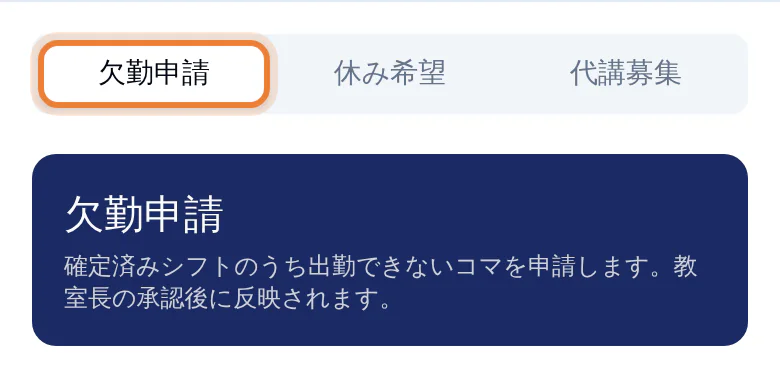 欠勤申請
休み希望
代講募集
欠勤申請
確定済みシフトのうち出勤できないコマを申請します。教
室長の承認後に反映されます。